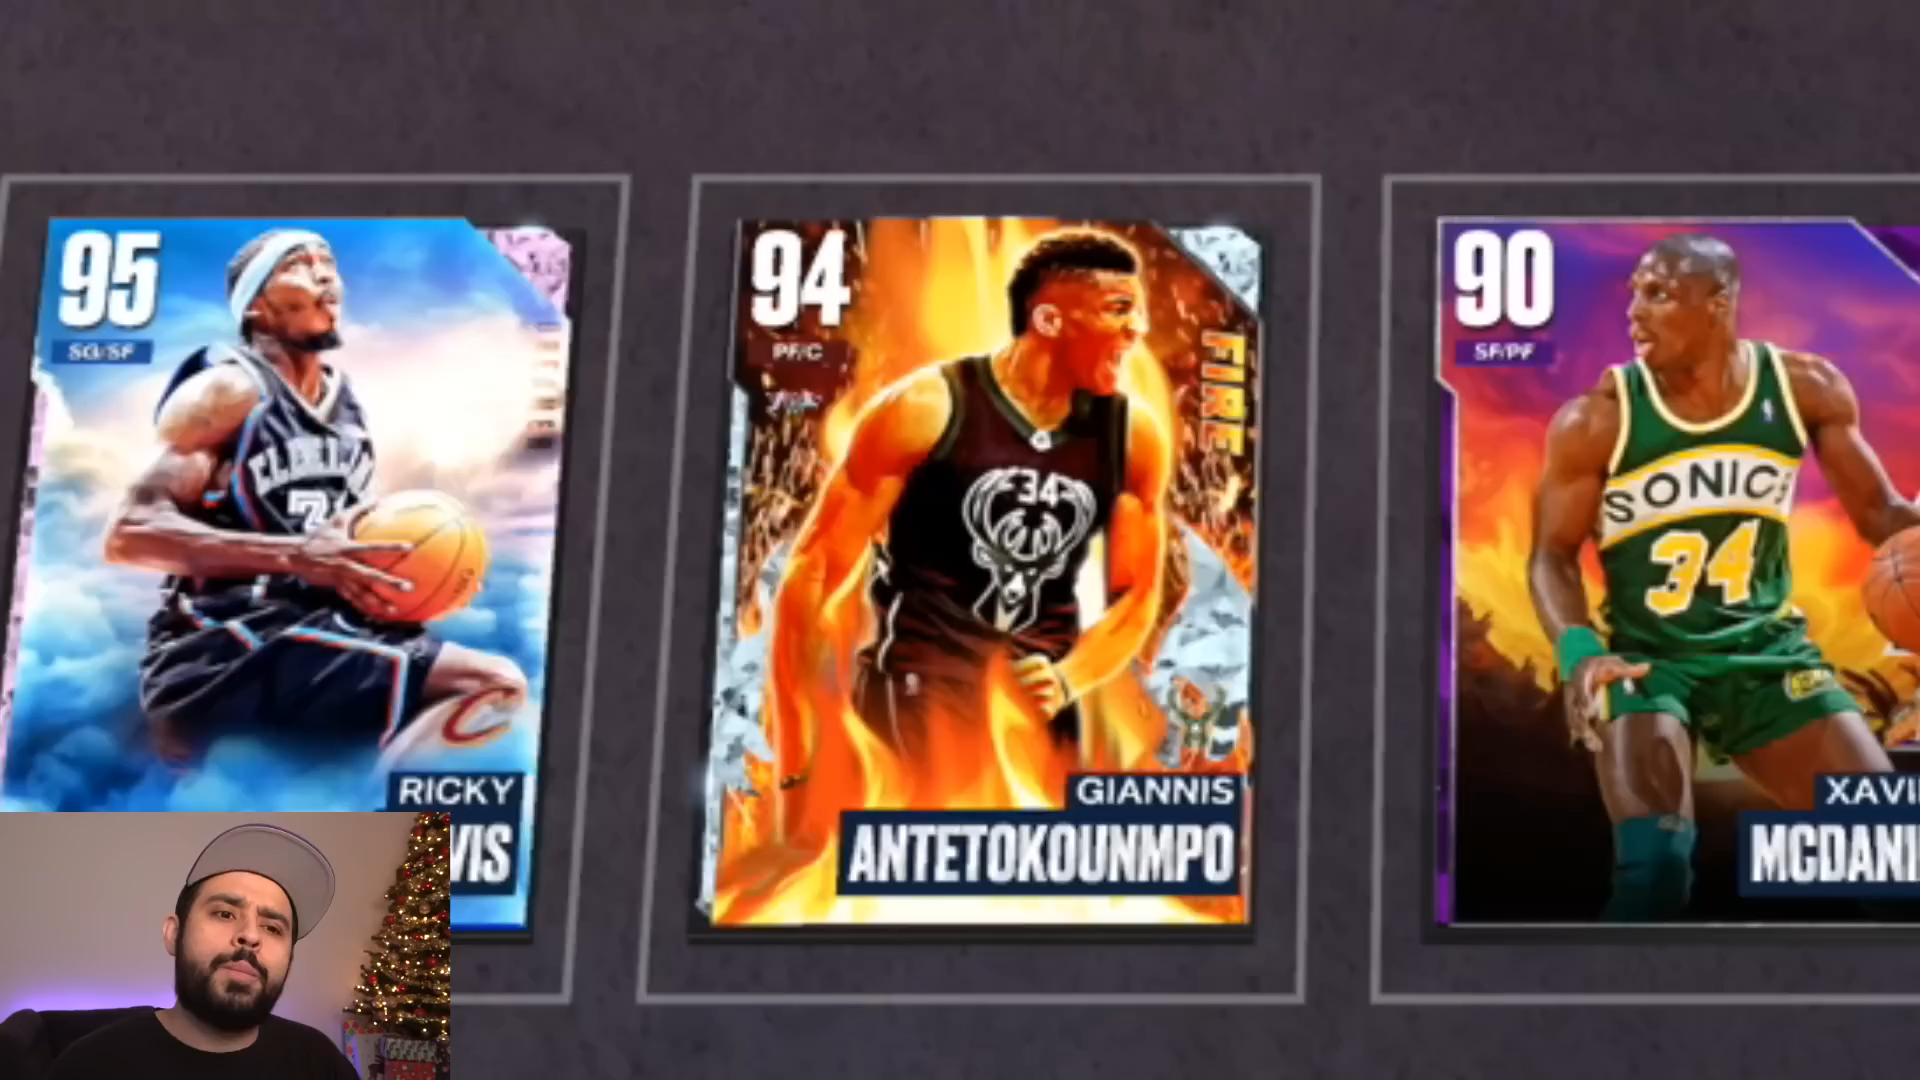 95
SG/SF
RICKY
VIS
94
PF/C
FIRE
34
GIANNIS
ANTETOKOUNMPO
90
SF/PF
SONICS
34
XAVI
MCDANI